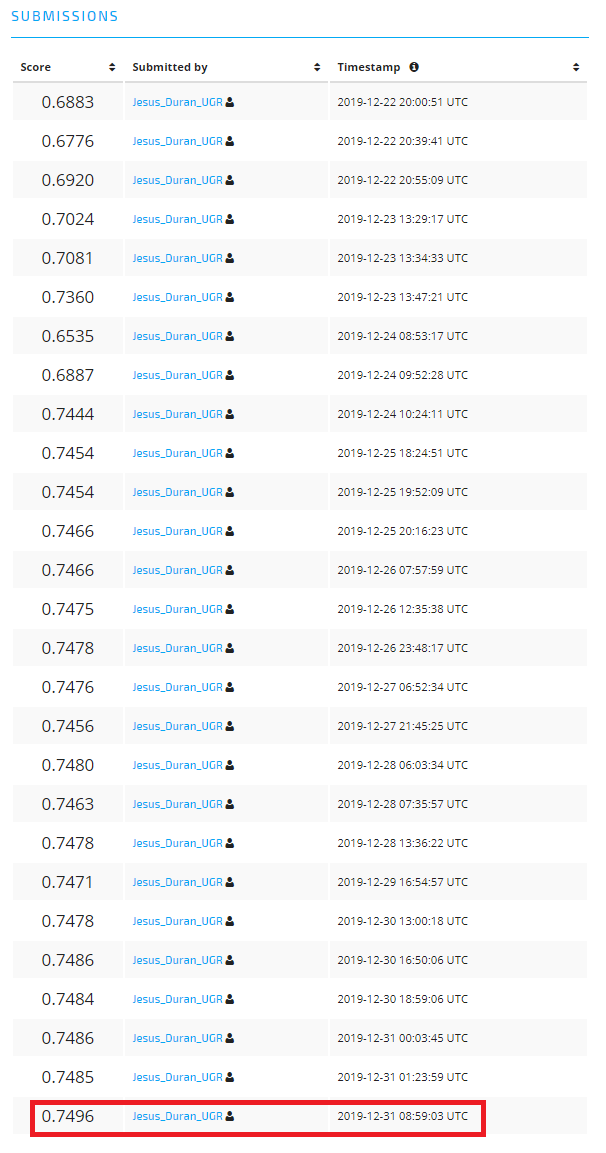 SUBMISSIONS
Score Submitted by Timestamp
0.6883 Jesus_Duran_UGR 2019-12-22 20:00:51 UTC
0.6776 Jesus_Duran_UGR 2019-12-22 20:39:41 UTC
0.6920 Jesus_Duran_UGR 2019-12-22 20:55:09 UTC
0.7024 Jesus_Duran_UGR 2019-12-23 13:29:17 UTC
0.7081 Jesus_Duran_UGR 2019-12-23 13:34:33 UTC
0.7360 Jesus_Duran_UGR 2019-12-23 13:47:21 UTC
0.6535 Jesus_Duran_UGR 2019-12-24 08:53:17 UTC
0.6887 Jesus_Duran_UGR 2019-12-24 09:52:28 UTC
0.7444 Jesus_Duran_UGR 2019-12-24 10:24:11 UTC
0.7454 Jesus_Duran_UGR 2019-12-25 18:24:51 UTC
0.7454 Jesus_Duran_UGR 2019-12-25 19:52:09 UTC
0.7466 Jesus_Duran_UGR 2019-12-25 20:16:23 UTC
0.7466 Jesus_Duran_UGR 2019-12-26 07:57:59 UTC
0.7475 Jesus_Duran_UGR 2019-12-26 12:35:38 UTC
0.7478 Jesus_Duran_UGR 2019-12-26 23:48:17 UTC
0.7476 Jesus_Duran_UGR 2019-12-27 06:52:34 UTC
0.7456 Jesus_Duran_UGR 2019-12-27 21:45:25 UTC
0.7480 Jesus_Duran_UGR 2019-12-28 06:03:34 UTC
0.7463 Jesus_Duran_UGR 2019-12-28 07:35:57 UTC
0.7478 Jesus_Duran_UGR 2019-12-28 13:36:22 UTC
0.7471 Jesus_Duran_UGR 2019-12-29 16:54:57 UTC
0.7478 Jesus_Duran_UGR 2019-12-30 13:00:18 UTC
0.7486 Jesus_Duran_UGR 2019-12-30 16:50:06 UTC
0.7484 Jesus_Duran_UGR 2019-12-30 18:59:06 UTC
0.7486 Jesus_Duran_UGR 2019-12-31 00:03:45 UTC
0.7485 Jesus_Duran_UGR 2019-12-31 01:23:59 UTC
0.7496 Jesus_Duran_UGR 2019-12-31 08:59:03 UTC